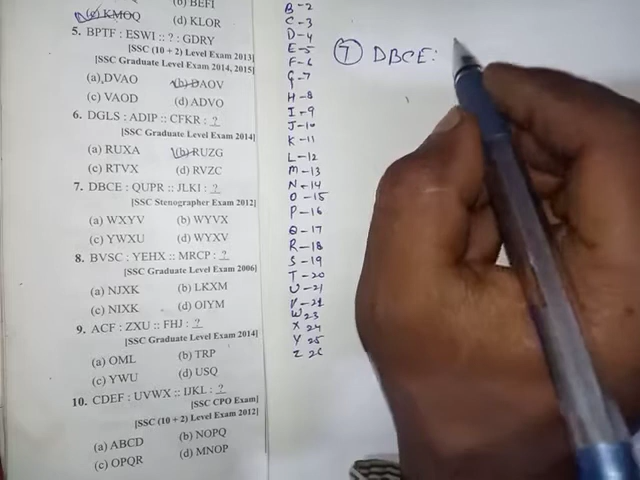 (b) BEFI
(c) KMOQ
(d) KLOR
5. BPTF : ESWI :: ? : GDRY
[SSC (10 + 2) Level Exam 2013]
[SSC Graduate Level Exam 2014, 2015]
(a) DVAO (b) DAOV
(c) VAOD (d) ADVO
6. DGLS : ADIP :: CFKR : ?
[SSC Graduate Level Exam 2014]
(a) RUXA (b) RUZG
(c) RTVX (d) RVZC
7. DBCE : QUPR :: JLKI : ?
[SSC Stenographer Exam 2012]
(a) WXYV (b) WYVX
(c) YWXU (d) WYXV
8. BVSC : YEHX :: MRCP : ?
[SSC Graduate Level Exam 2006]
(a) NJXK (b) LKXM
(c) NIXK (d) OIYM
9. ACF : ZXU :: FHJ : ?
[SSC Graduate Level Exam 2014]
(a) OML (b) TRP
(c) YWU (d) USQ
10. CDEF : UVWX :: IJKL : ?
[SSC CPO Exam]
[SSC (10 + 2) Level Exam 2012]
(a) ABCD (b) NOPQ
(c) OPQR (d) MNOP
B-2
C-3
D-4
E-5
F-6
G-7
H-8
I-9
J-10
K-11
L-12
M-13
N-14
O-15
P-16
Q-17
R-18
S-19
T-20
U-21
V-22
W 23
X 24
Y 25
Z 26
7 DBCE: